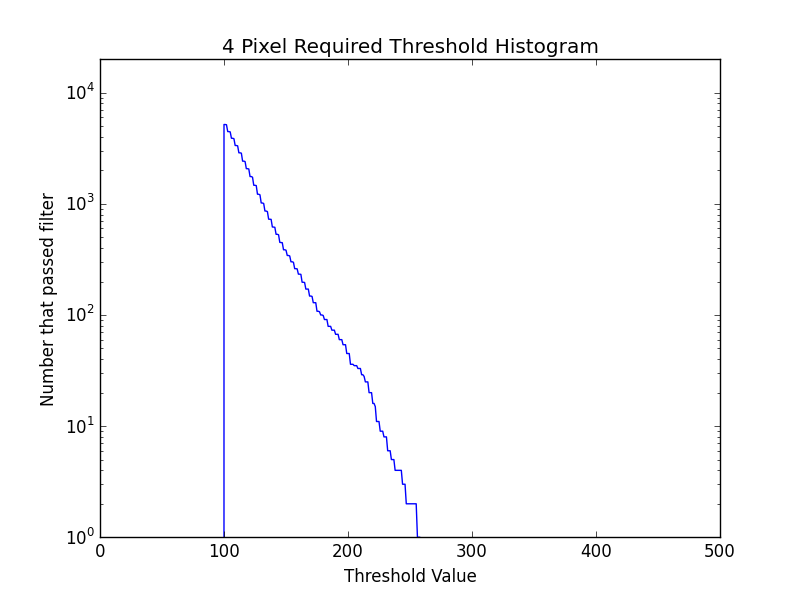 4 Pixel Required Threshold Histogram
10^4
10^3
10^2
10^1
10^0
Number that passed filter
0 100 200 300 400 500
Threshold Value